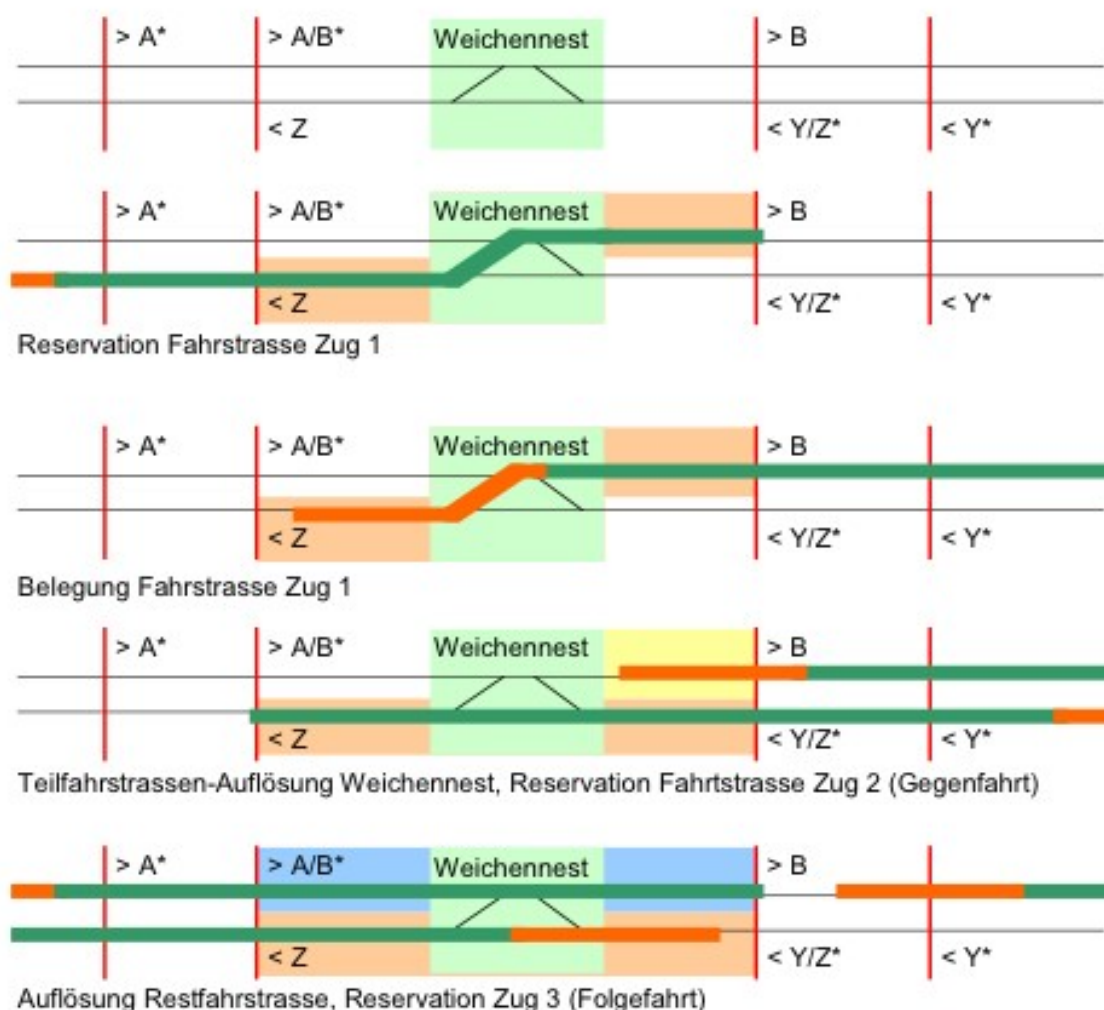 > A* > A/B* Weichennest > B
< Z < Y/Z* < Y*
> A* > A/B* Weichennest > B
< Z < Y/Z* < Y*
Reservation Fahrstrasse Zug 1
> A* > A/B* Weichennest > B
< Z < Y/Z* < Y*
Belegung Fahrstrasse Zug 1
> A* > A/B* Weichennest > B
< Z < Y/Z* < Y*
Teilfahrstrassen-Auflösung Weichennest, Reservation Fahrtstrasse Zug 2 (Gegenfahrt)
> A* > A/B* Weichennest > B
< Z < Y/Z* < Y*
Auflösung Restfahrstrasse, Reservation Zug 3 (Folgefahrt)